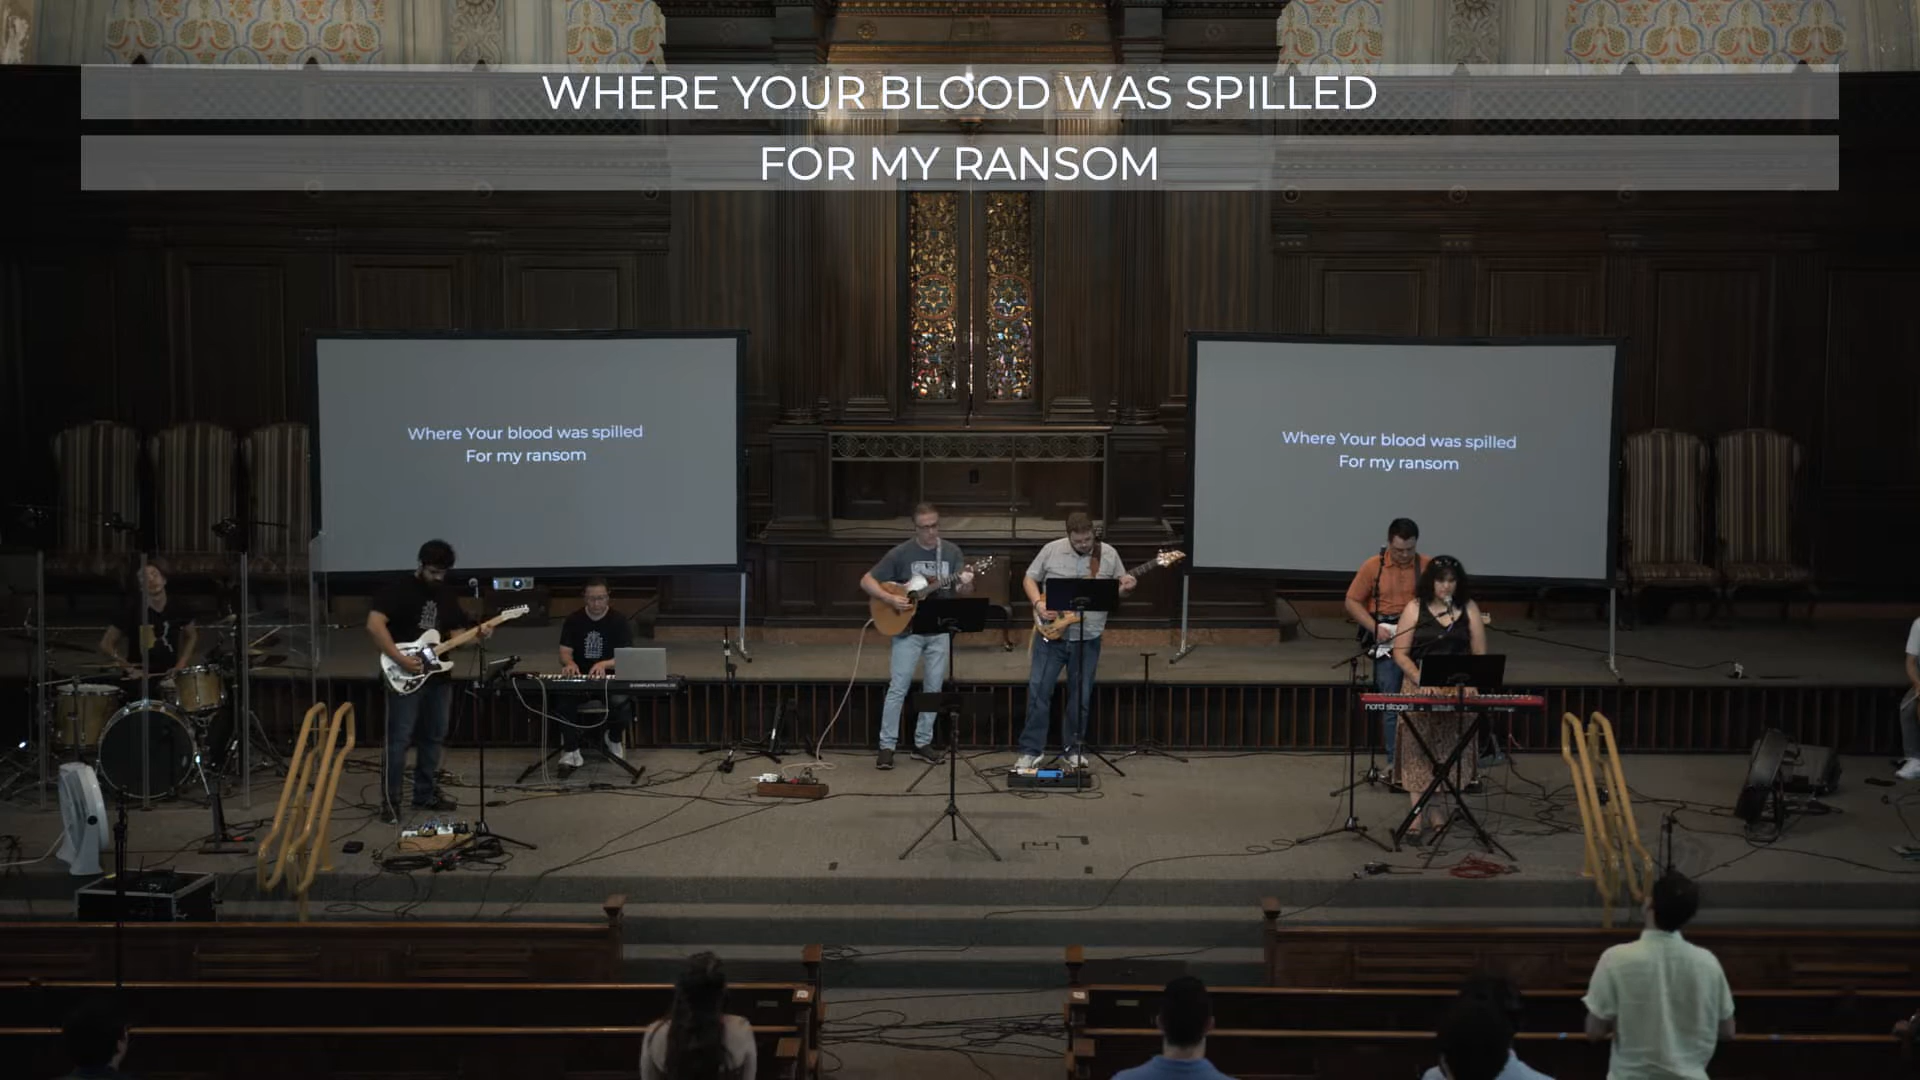 WHERE YOUR BLOOD WAS SPILLED
FOR MY RANSOM
Where Your blood was spilled
For my ransom
Where Your blood was spilled
For my ransom
nord stage